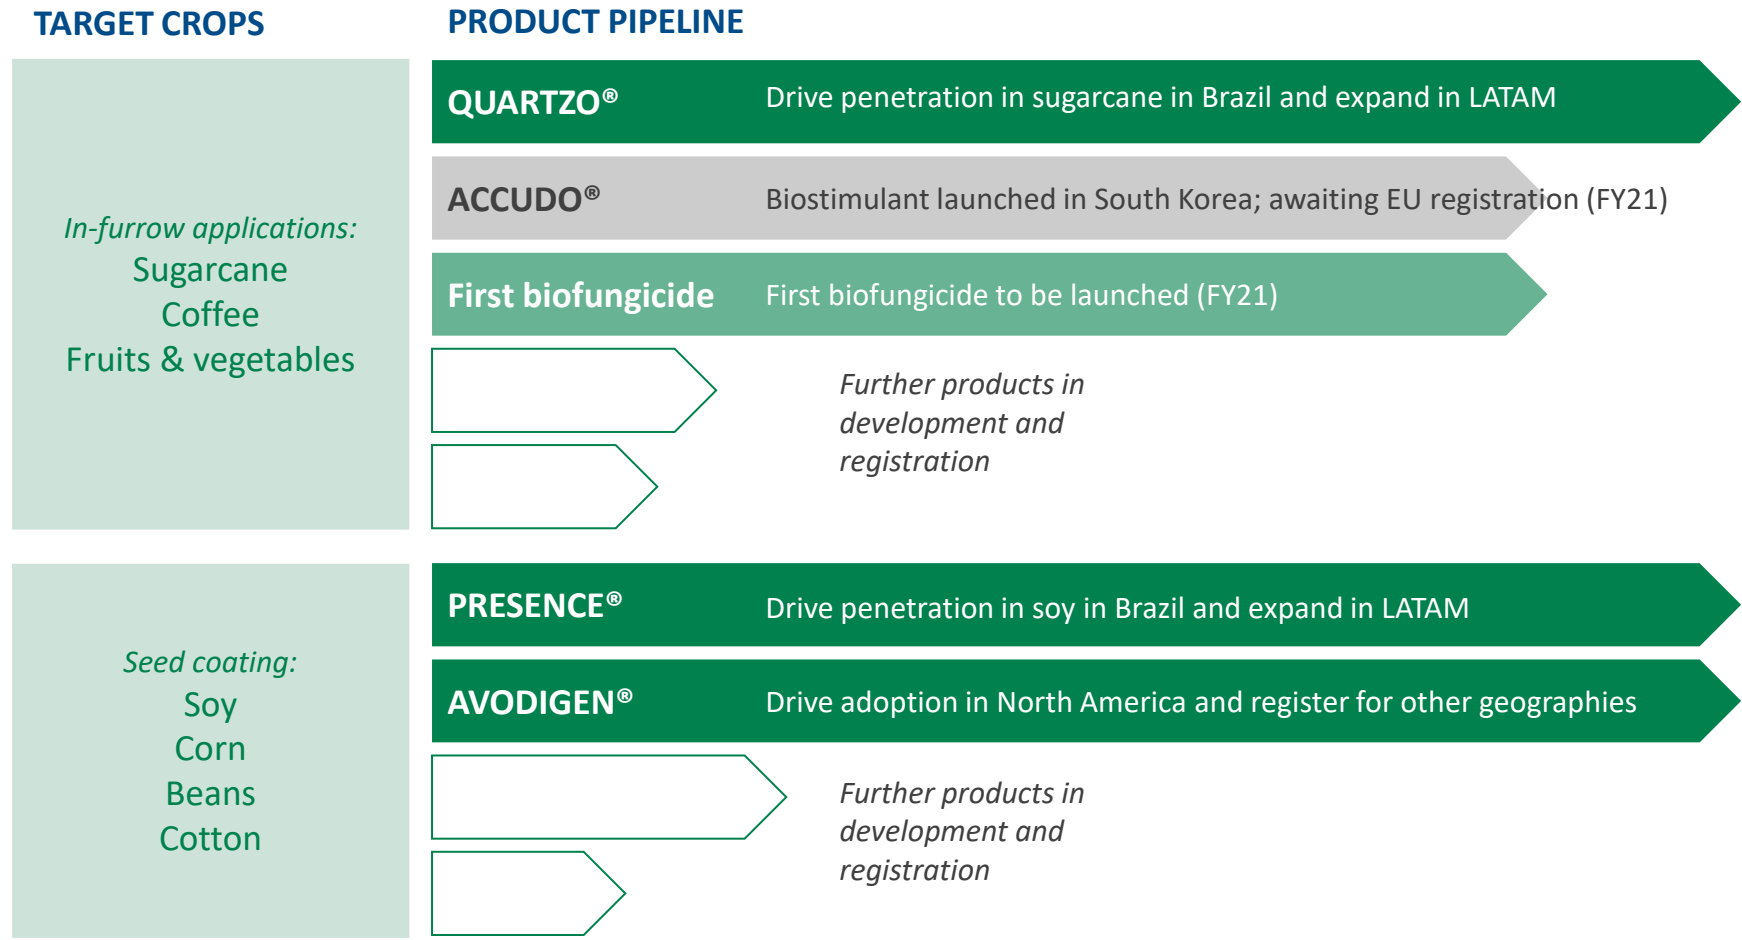 TARGET CROPS
PRODUCT PIPELINE
In-furrow applications:
Sugarcane
Coffee
Fruits & vegetables
QUARTZO® Drive penetration in sugarcane in Brazil and expand in LATAM
ACCUDO® Biostimulant launched in South Korea; awaiting EU registration (FY21)
First biofungicide First biofungicide to be launched (FY21)
Further products in
development and
registration
Seed coating:
Soy
Corn
Beans
Cotton
PRESENCE® Drive penetration in soy in Brazil and expand in LATAM
AVODIGEN® Drive adoption in North America and register for other geographies
Further products in
development and
registration